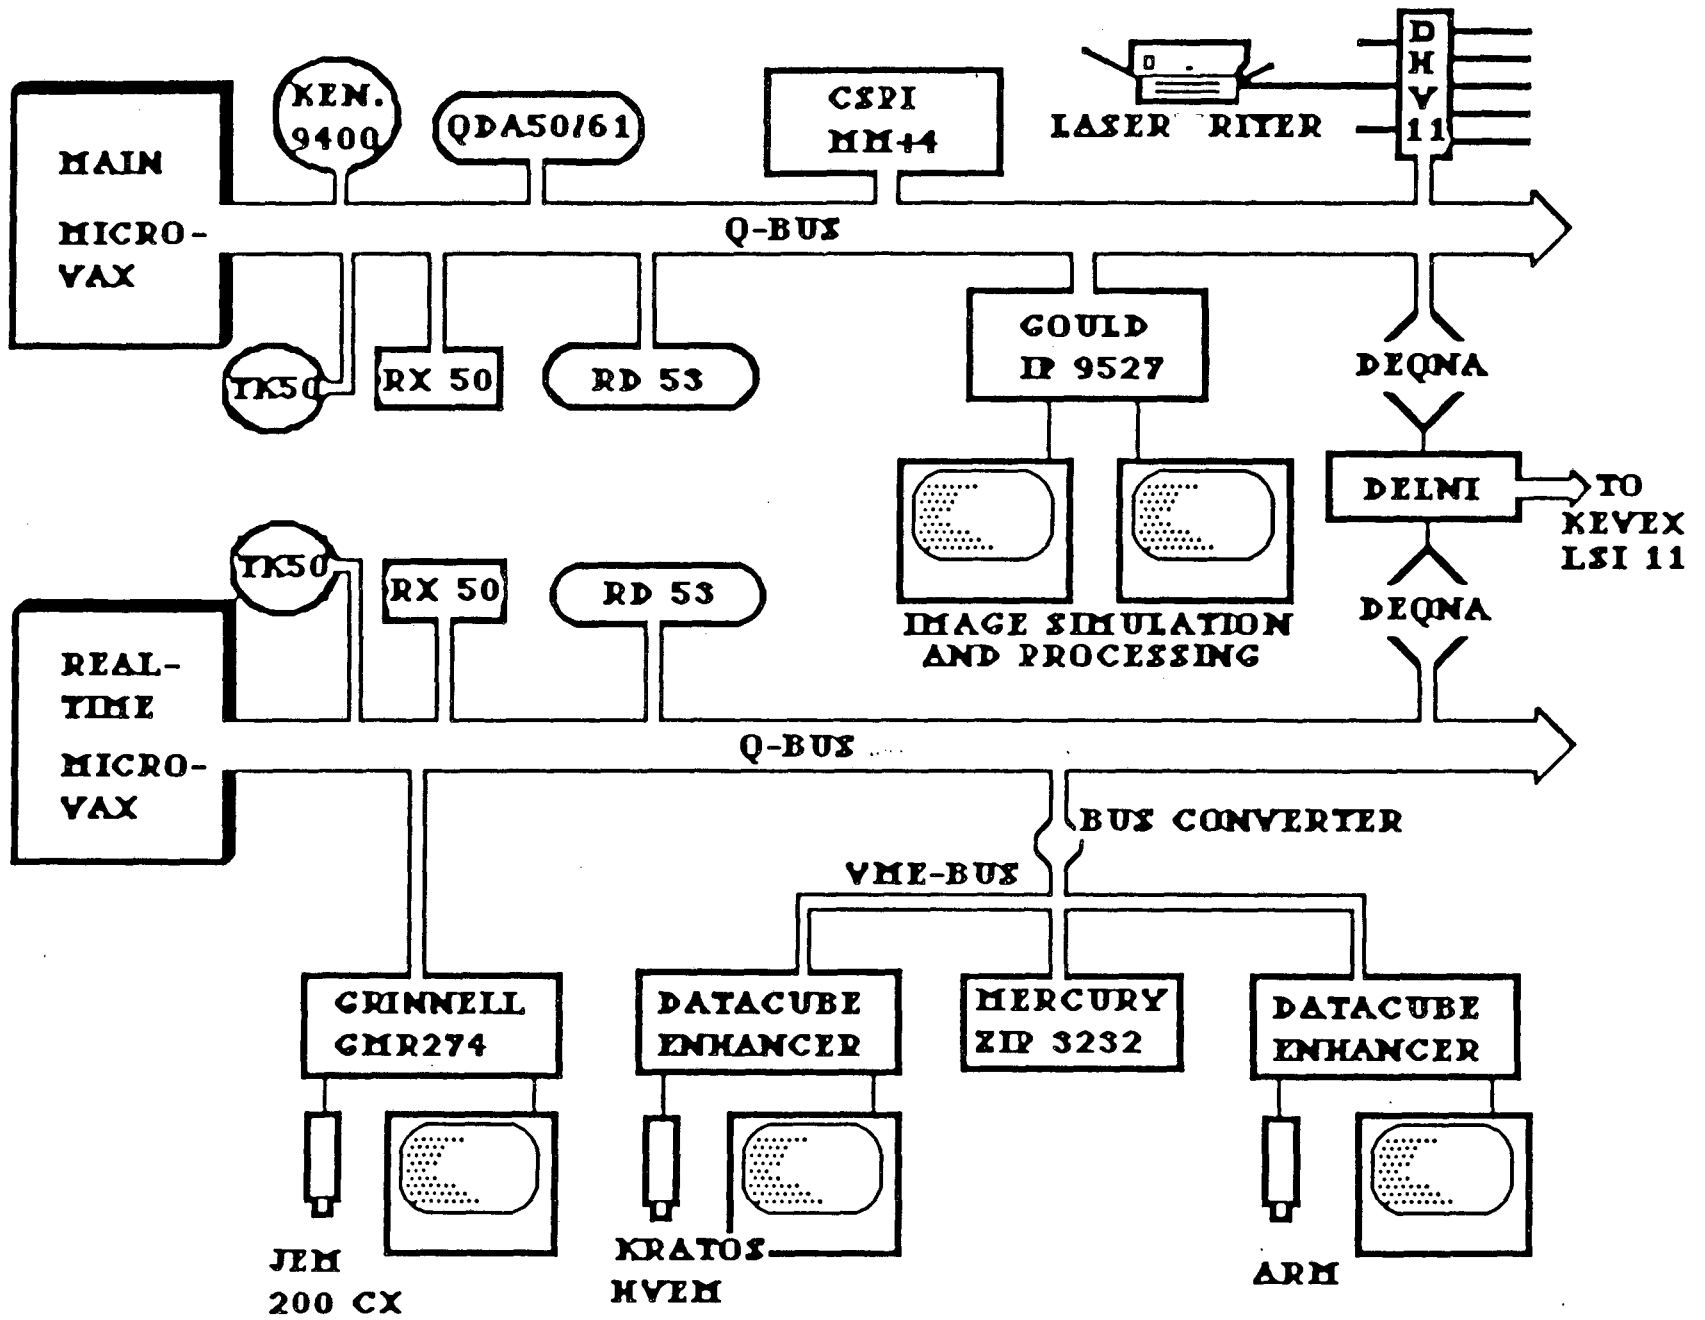 MAIN
MICRO-
VAX
KEN.
9400
QDA50/61
CSPI
MM+4
LASER RITER
D
H
V
11
Q-BUS
TK50
RX 50
RD 53
GOULD
IP 9527
DEQNA
DELNI
TO
KEVEX
LSI 11
IMAGE SIMULATION
AND PROCESSING
DEQNA
TK50
RX 50
RD 53
REAL-
TIME
MICRO-
VAX
Q-BUS
BUS CONVERTER
VME-BUS
GRINNELL
GMR274
DATACUBE
ENHANCER
MERCURY
ZIP 3232
DATACUBE
ENHANCER
JEM
200 CX
KRATOS
HVEM
ARM